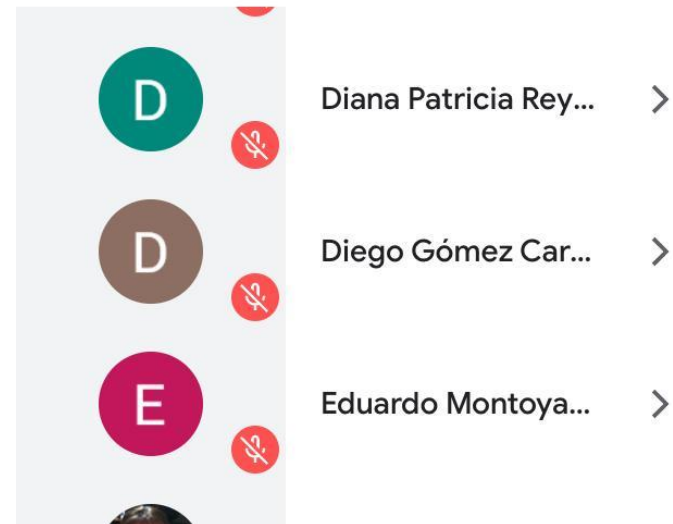 D
Diana Patricia Rey...
D
Diego Gómez Car...
E
Eduardo Montoya...